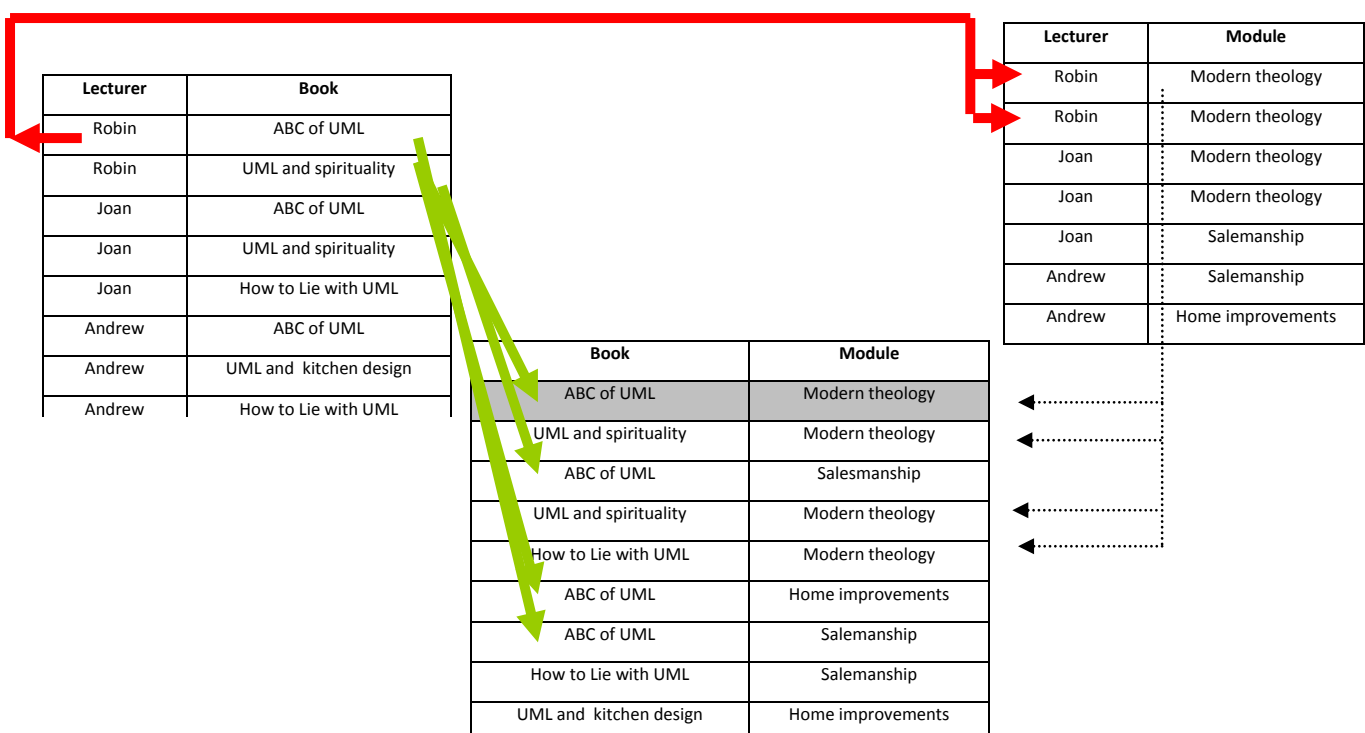 Lecturer Book
Robin ABC of UML
Robin UML and spirituality
Joan ABC of UML
Joan UML and spirituality
Joan How to Lie with UML
Andrew ABC of UML
Andrew UML and kitchen design
Andrew How to Lie with UML
Lecturer Module
Robin Modern theology
Robin Modern theology
Joan Modern theology
Joan Modern theology
Joan Salemanship
Andrew Salemanship
Andrew Home improvements
Book Module
ABC of UML Modern theology
UML and spirituality Modern theology
ABC of UML Salesmanship
UML and spirituality Modern theology
How to Lie with UML Modern theology
ABC of UML Home improvements
ABC of UML Salemanship
How to Lie with UML Salemanship
UML and kitchen design Home improvements